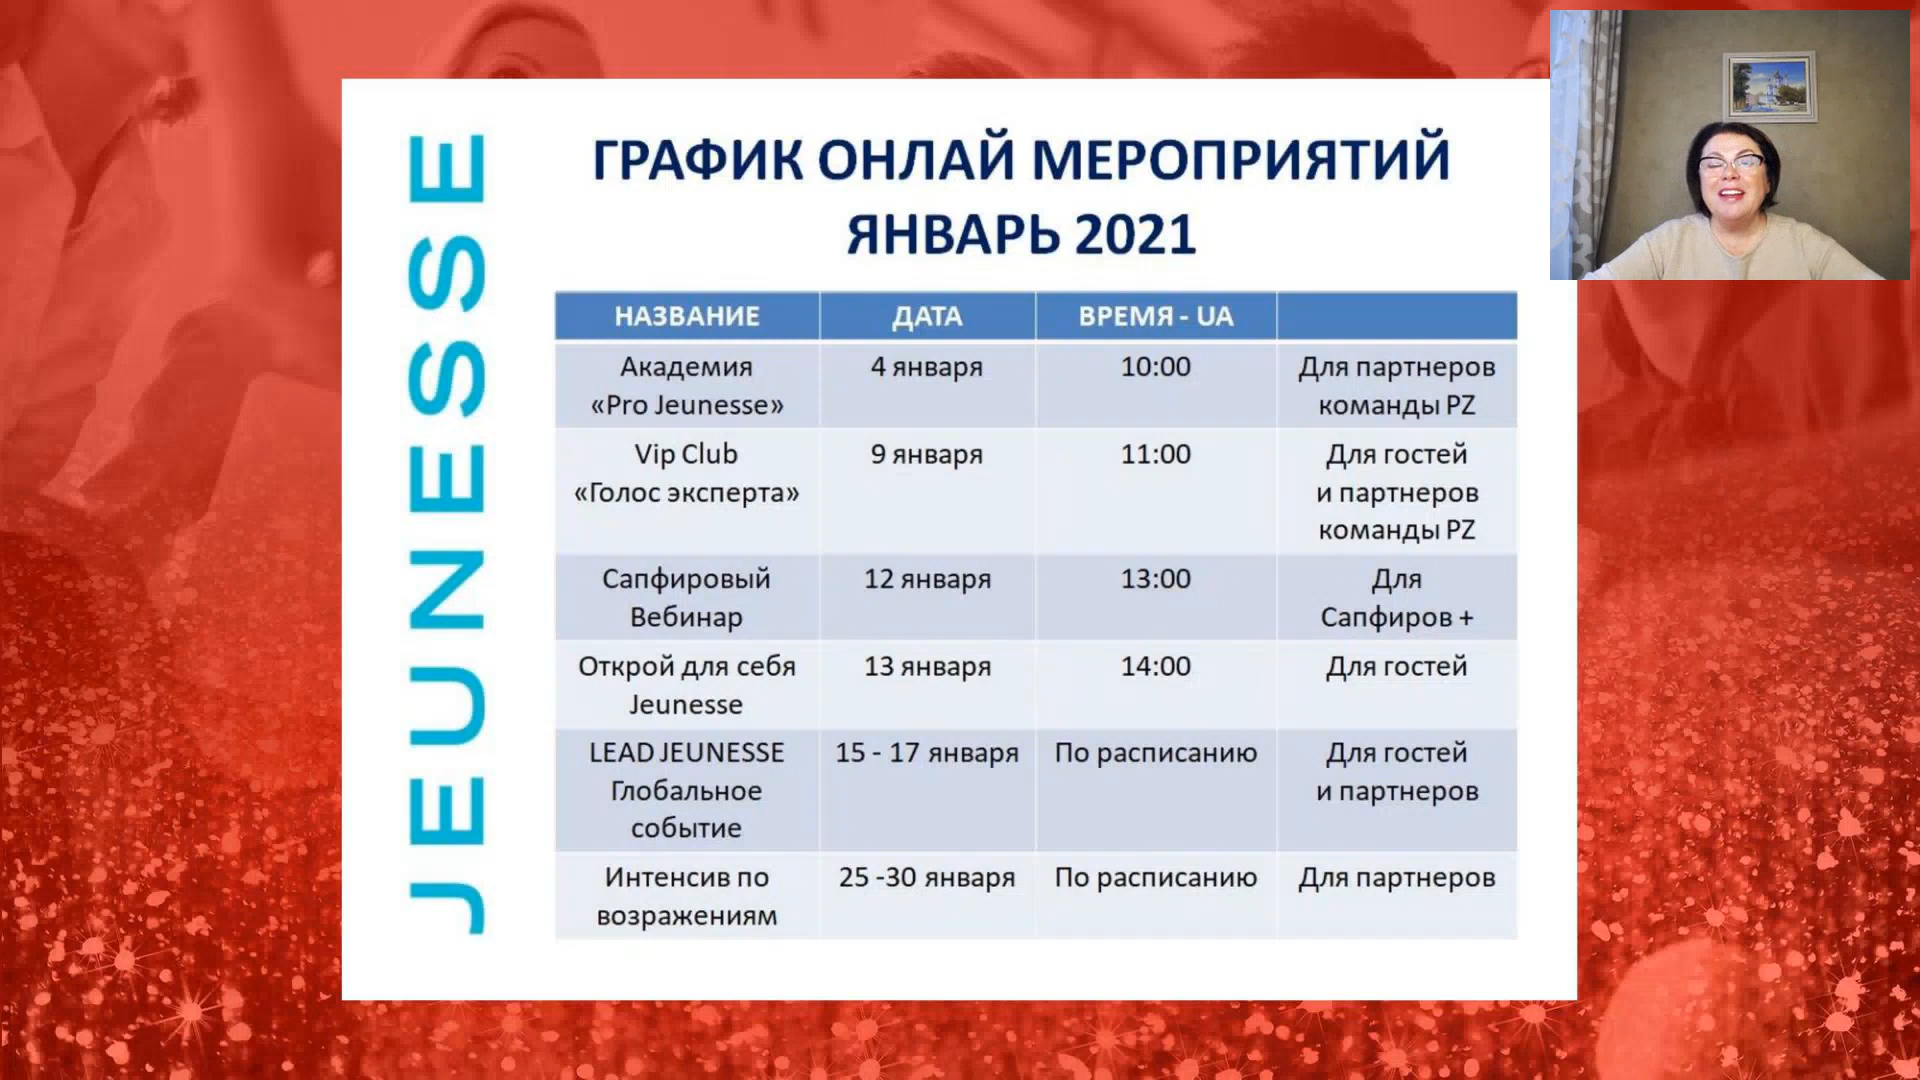 JEUNESSE
ГРАФИК ОНЛАЙ МЕРОПРИЯТИЙ
ЯНВАРЬ 2021
НАЗВАНИЕ ДАТА ВРЕМЯ - UA
Академия 4 января 10:00 Для партнеров
«Pro Jeunesse» команды PZ
Vip Club 9 января 11:00 Для гостей
«Голос эксперта» и партнеров
команды PZ
Сапфировый 12 января 13:00 Для
Вебинар Сапфиров +
Открой для себя 13 января 14:00 Для гостей
Jeunesse
LEAD JEUNESSE 15 - 17 января По расписанию Для гостей
Глобальное и партнеров
событие
Интенсив по 25 -30 января По расписанию Для партнеров
возражениям